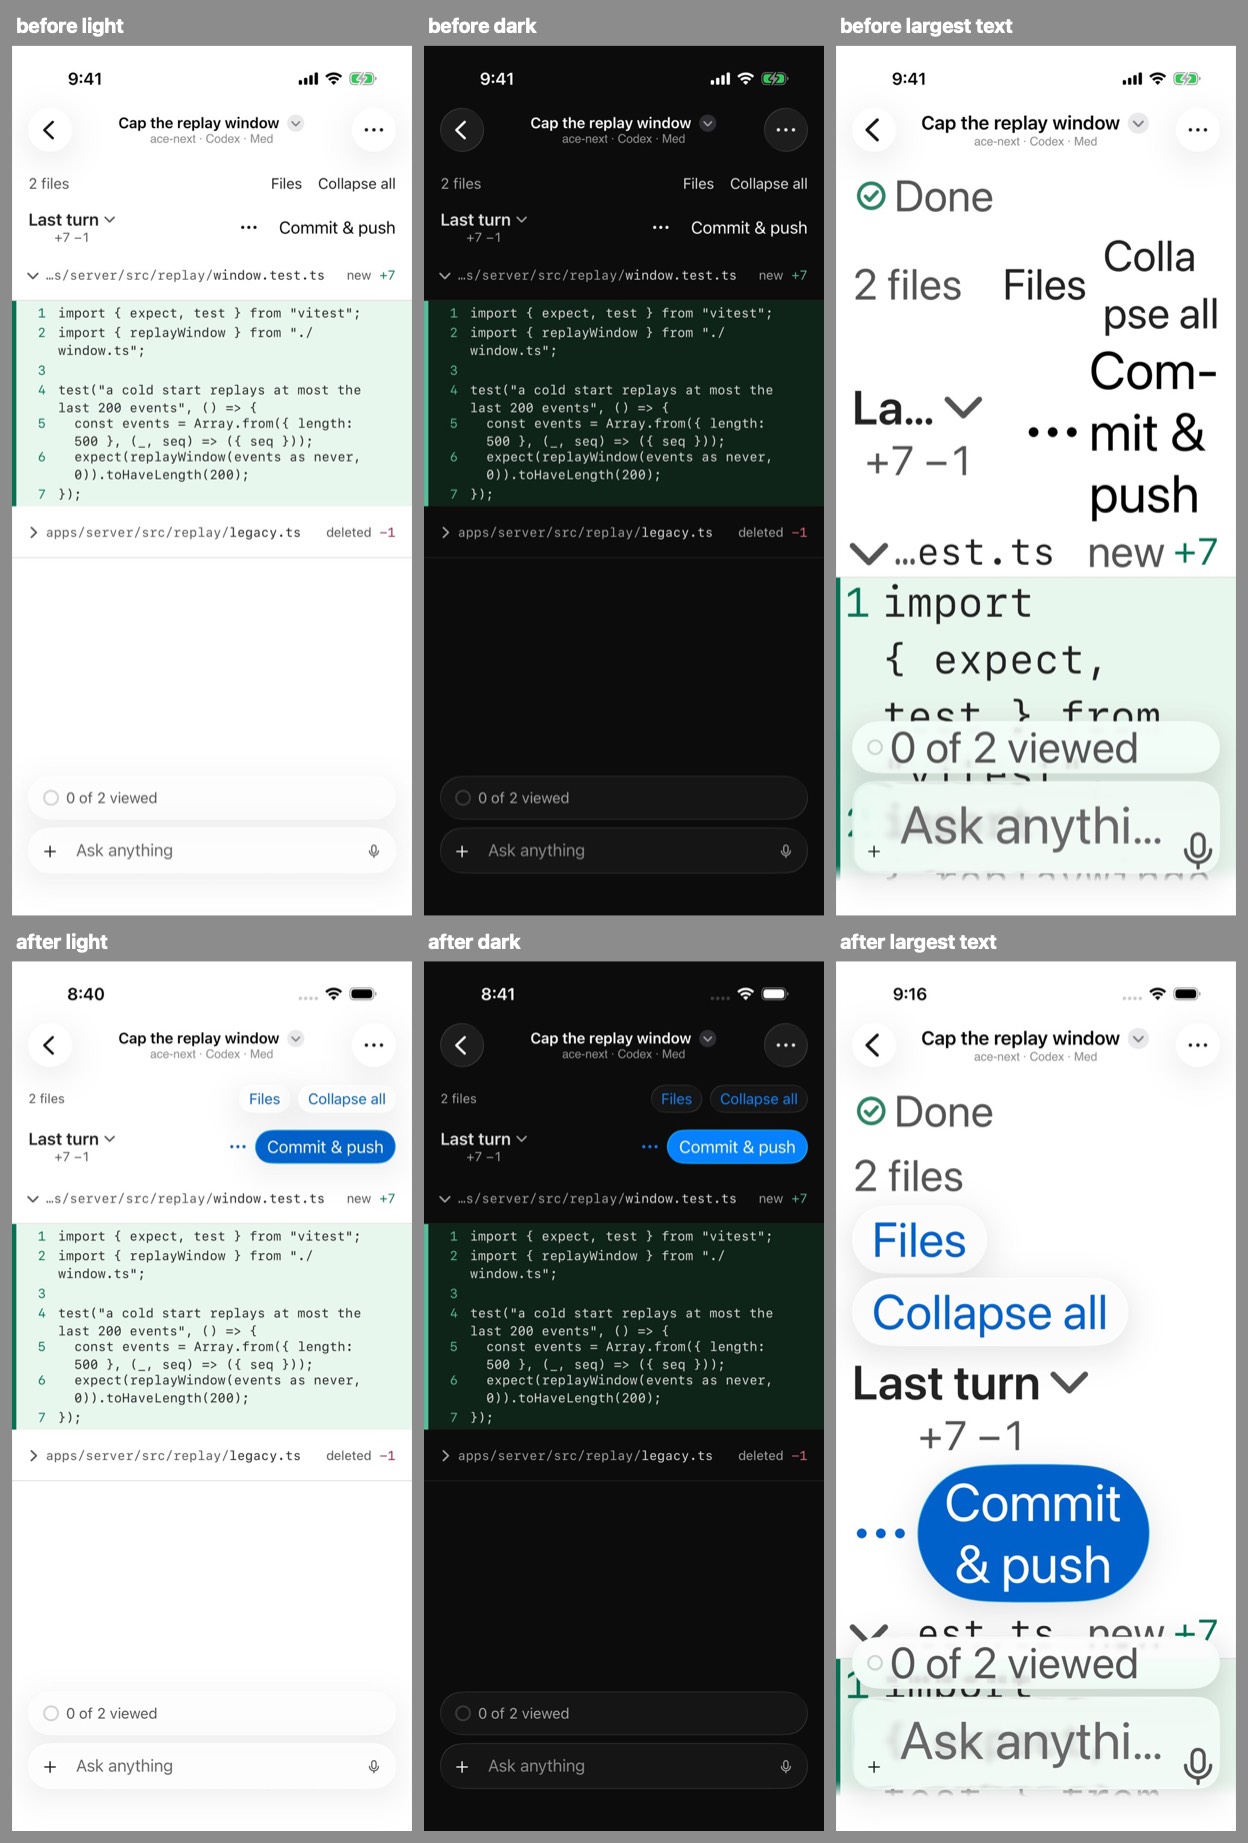 before light
9:41
Cap the replay window
ace-next · Codex · Med
2 files Files Collapse all
Last turn
+7 −1
Commit & push
…s/server/src/replay/window.test.ts new +7
1 import { expect, test } from "vitest";
2 import { replayWindow } from "./
window.ts";
3
4 test("a cold start replays at most the
last 200 events", () => {
5 const events = Array.from({ length:
500 }, (_, seq) => ({ seq }));
6 expect(replayWindow(events as never,
0)).toHaveLength(200);
7 });
apps/server/src/replay/legacy.ts deleted −1
0 of 2 viewed
Ask anything
before dark
9:41
Cap the replay window
ace-next · Codex · Med
2 files Files Collapse all
Last turn
+7 −1
Commit & push
…s/server/src/replay/window.test.ts new +7
1 import { expect, test } from "vitest";
2 import { replayWindow } from "./
window.ts";
3
4 test("a cold start replays at most the
last 200 events", () => {
5 const events = Array.from({ length:
500 }, (_, seq) => ({ seq }));
6 expect(replayWindow(events as never,
0)).toHaveLength(200);
7 });
apps/server/src/replay/legacy.ts deleted −1
0 of 2 viewed
Ask anything
before largest text
9:41
Cap the replay window
ace-next · Codex · Med
Done
2 files Files
Colla
pse all
La…
+7 −1
Com-
mit &
push
…est.ts new +7
1 import
{ expect,
test } from
0 of 2 viewed
Ask anythi…
after light
8:40
Cap the replay window
ace-next · Codex · Med
2 files Files Collapse all
Last turn
+7 −1
Commit & push
…s/server/src/replay/window.test.ts new +7
1 import { expect, test } from "vitest";
2 import { replayWindow } from "./
window.ts";
3
4 test("a cold start replays at most the
last 200 events", () => {
5 const events = Array.from({ length:
500 }, (_, seq) => ({ seq }));
6 expect(replayWindow(events as never,
0)).toHaveLength(200);
7 });
apps/server/src/replay/legacy.ts deleted −1
0 of 2 viewed
Ask anything
after dark
8:41
Cap the replay window
ace-next · Codex · Med
2 files Files Collapse all
Last turn
+7 −1
Commit & push
…s/server/src/replay/window.test.ts new +7
1 import { expect, test } from "vitest";
2 import { replayWindow } from "./
window.ts";
3
4 test("a cold start replays at most the
last 200 events", () => {
5 const events = Array.from({ length:
500 }, (_, seq) => ({ seq }));
6 expect(replayWindow(events as never,
0)).toHaveLength(200);
7 });
apps/server/src/replay/legacy.ts deleted −1
0 of 2 viewed
Ask anything
after largest text
9:16
Cap the replay window
ace-next · Codex · Med
Done
2 files
Files
Collapse all
Last turn
+7 −1
Commit
& push
est.ts new +7
0 of 2 viewed
1 import
Ask anythi…